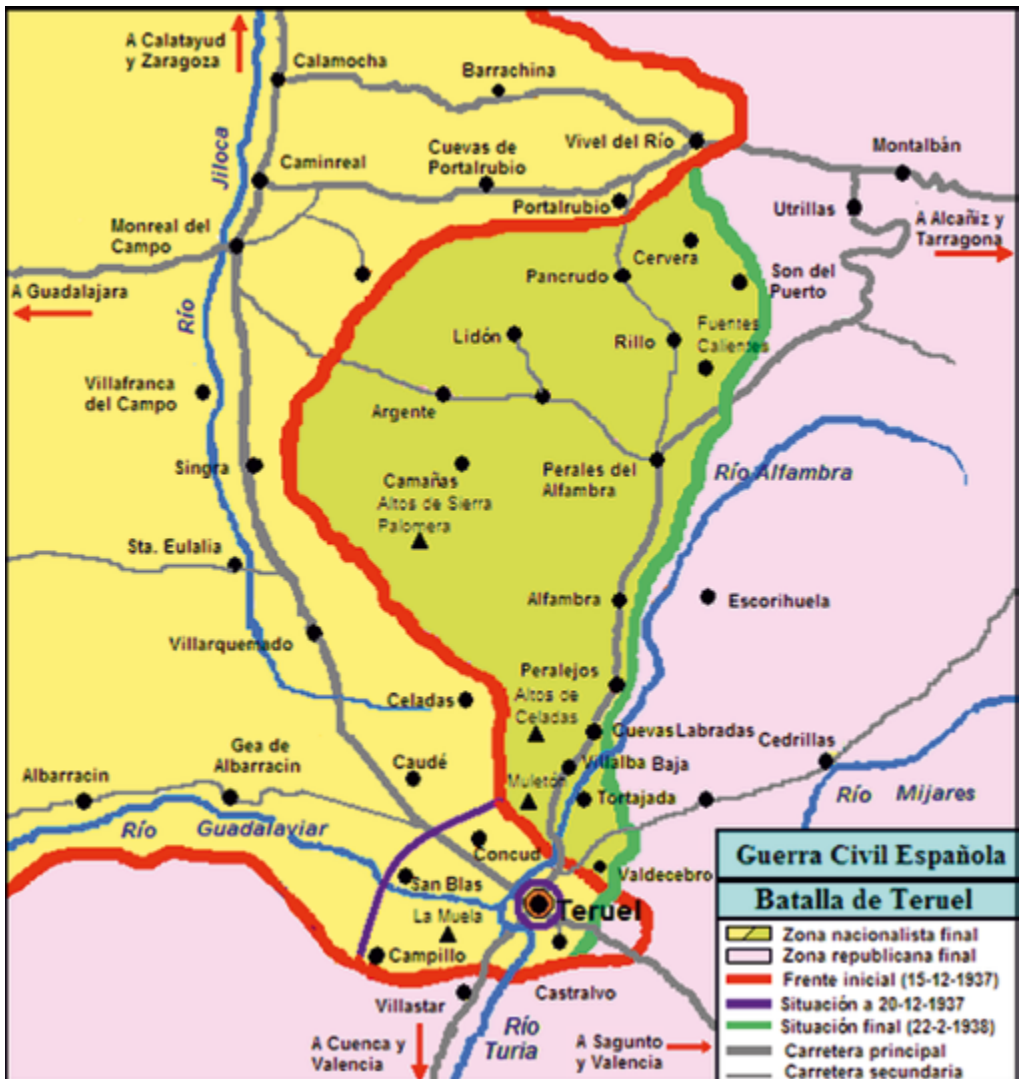 A Calatayud
y Zaragoza
Calamocha
Barrachina
Jiloca
Caminreal
Cuevas de
Portalrubio
Vivel del Río
Montalbán
Portalrubio
Utrillas
A Alcañiz y
Tarragona
Monreal del
Campo
Cervera
Pancrudo
Son del
Puerto
A Guadalajara
Río
Lidón
Rillo
Fuentes
Calientes
Villafranca
del Campo
Argente
Singra
Camañas
Altos de Sierra
Palomera
Perales del
Alfambra
Río Alfambra
Sta. Eulalia
Alfambra
Escorihuela
Villarquemado
Peralejos
Altos de
Celadas
Celadas
Cuevas Labradas
Cedrillas
Gea de
Albarracin
Albarracin
Caudé
Villalba Baja
Muletón
Tortajada
Río Mijares
Río Guadalaviar
Concud
San Blas
Valdecebro
La Muela
Teruel
Campillo
Villastar
Castralvo
Río
Turia
A Cuenca y
Valencia
A Sagunto
y Valencia
Guerra Civil Española
Batalla de Teruel
Zona nacionalista final
Zona republicana final
Frente inicial (15-12-1937)
Situación a 20-12-1937
Situación final (22-2-1938)
Carretera principal
Carretera secundaria